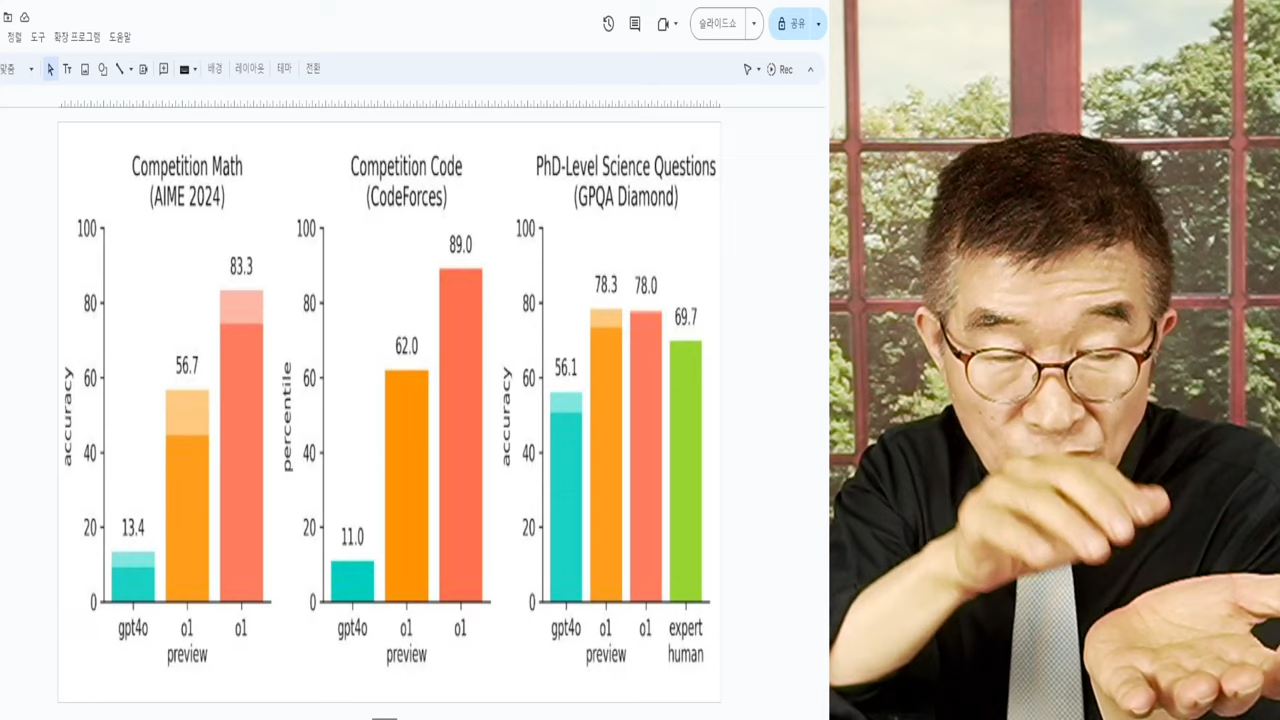 정렬 도구 확장 프로그램 도움말
슬라이드쇼
공유
맞춤
배경 레이아웃 테마 전환
Rec
Competition Math
(AIME 2024)
100
80
60
40
20
0
accuracy
13.4
56.7
83.3
gpt4o
o1
preview
o1
Competition Code
(CodeForces)
100
80
60
40
20
0
percentile
11.0
62.0
89.0
gpt4o
o1
preview
o1
PhD-Level Science Questions
(GPQA Diamond)
100
80
60
40
20
0
accuracy
56.1
78.3
78.0
69.7
gpt4o
o1
preview
o1
expert
human